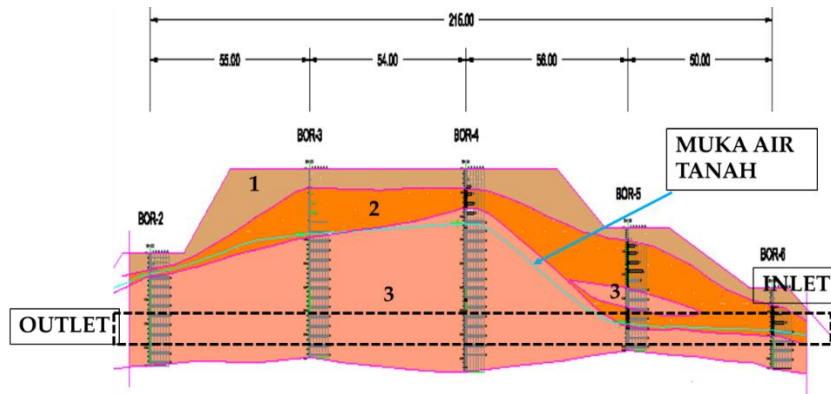 215.00
55.00
54.00
56.00
50.00
BOR-3
BOR-4
MUKA AIR
TANAH
1
2
BOR-5
BOR-2
BOR-6
INLET
3
3
OUTLET